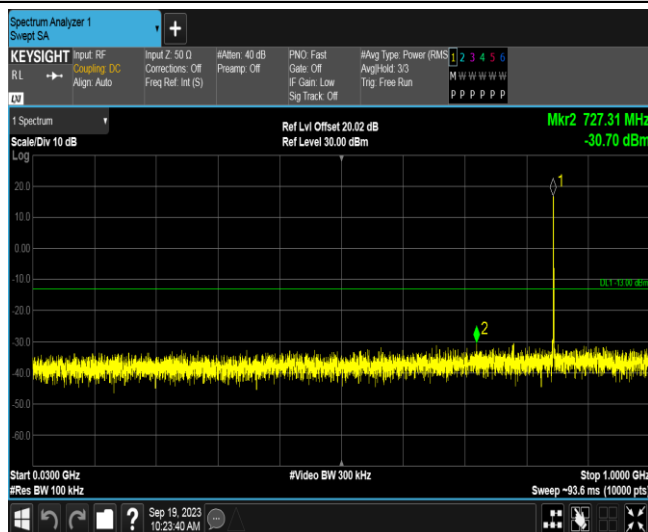 Spectrum Analyzer 1
Swept SA
+
KEYSIGHT
RL
LXI
Input: RF
Coupling: DC
Align: Auto
Input Z: 50 Ω
Corrections: Off
Freq Ref: Int (S)
#Atten: 40 dB
Preamp: Off
PNO: Fast
Gate: Off
IF Gain: Low
Sig Track: Off
#Avg Type: Power (RMS
Avg|Hold: 3/3
Trig: Free Run
1 2 3 4 5 6
M W W W W W
P P P P P P
1 Spectrum
Scale/Div 10 dB
Log
Ref Lvl Offset 20.02 dB
Ref Level 30.00 dBm
Mkr2 727.31 MHz
-30.70 dBm
20.0
10.0
0.00
-10.0
-20.0
-30.0
-40.0
-50.0
-60.0
1
DL1 -13.00 dBm
2
Start 0.0300 GHz
#Res BW 100 kHz
#Video BW 300 kHz
Stop 1.0000 GHz
Sweep ~93.6 ms (10000 pts)
?
Sep 19, 2023
10:23:40 AM